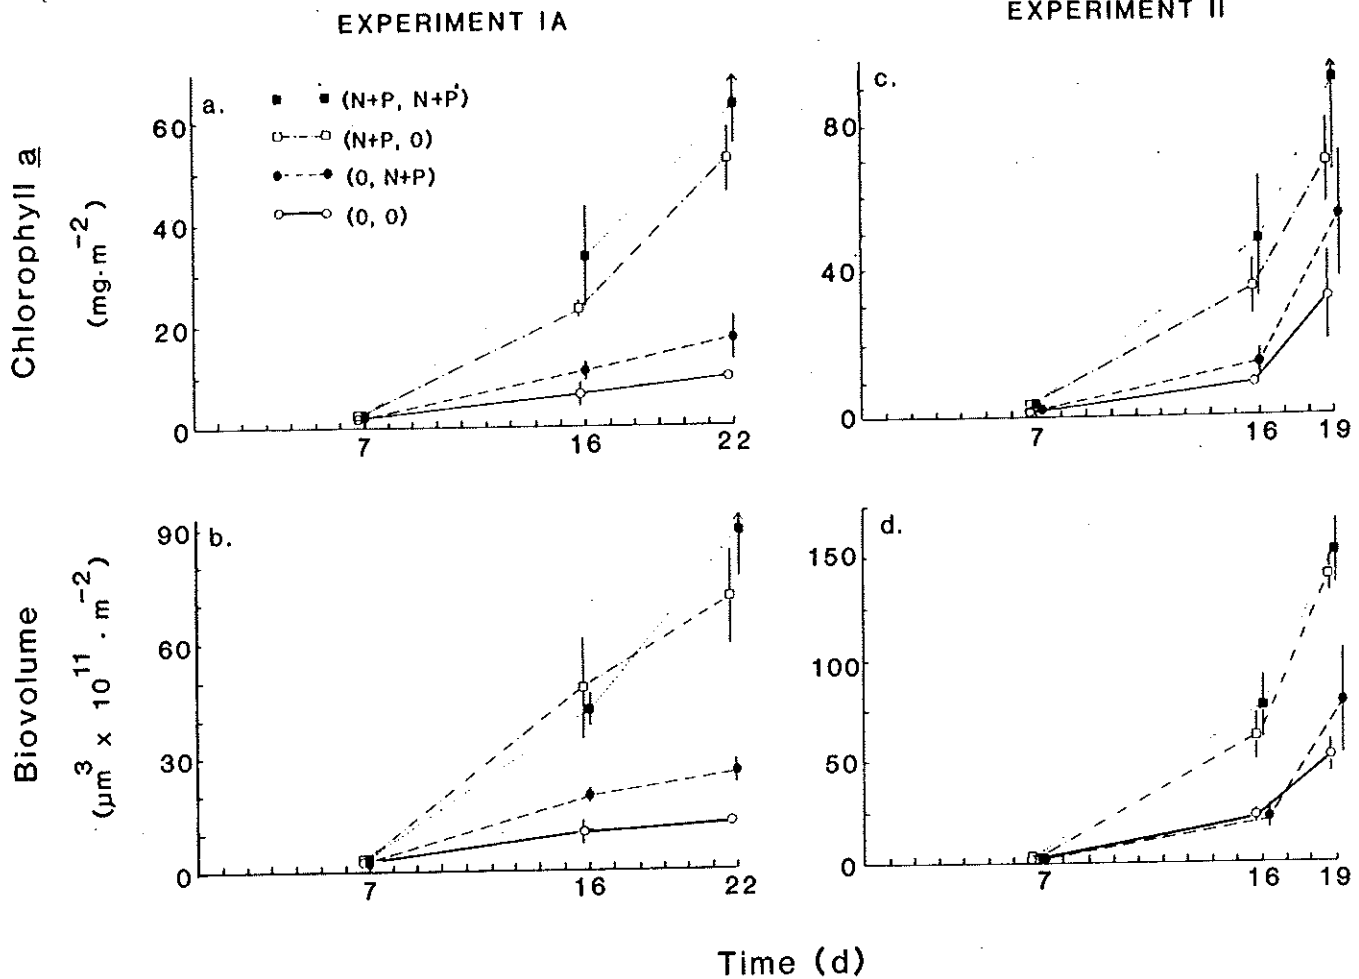 EXPERIMENT IA
EXPERIMENT II
Chlorophyll a
(mg·m⁻²)
a.
60
40
20
0
(N+P, N+P)
(N+P, 0)
(0, N+P)
(0, 0)
7
16
22
c.
80
40
0
7
16
19
Biovolume
(μm³ x 10¹¹ · m⁻²)
b.
90
60
30
0
7
16
22
d.
150
100
50
0
7
16
19
Time (d)